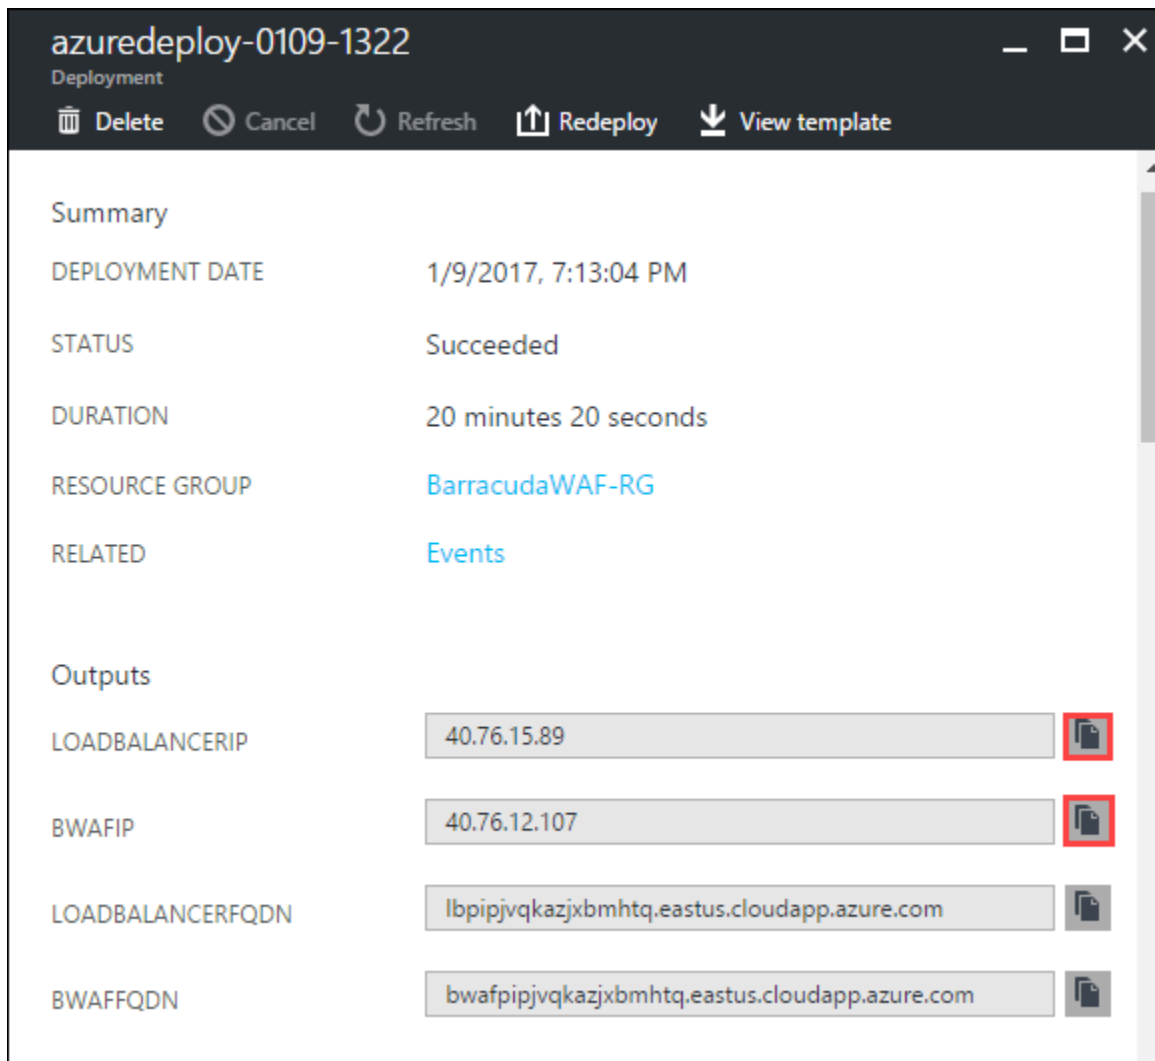 azuredeploy-0109-1322
Deployment
Delete Cancel Refresh Redeploy View template
Summary
DEPLOYMENT DATE 1/9/2017, 7:13:04 PM
STATUS Succeeded
DURATION 20 minutes 20 seconds
RESOURCE GROUP BarracudaWAF-RG
RELATED Events
Outputs
LOADBALANCERIP 40.76.15.89
BWAFIP 40.76.12.107
LOADBALANCERFQDN lbpipjvqkazjxbmhtq.eastus.cloudapp.azure.com
BWAFFQDN bwafpipjvqkazjxbmhtq.eastus.cloudapp.azure.com